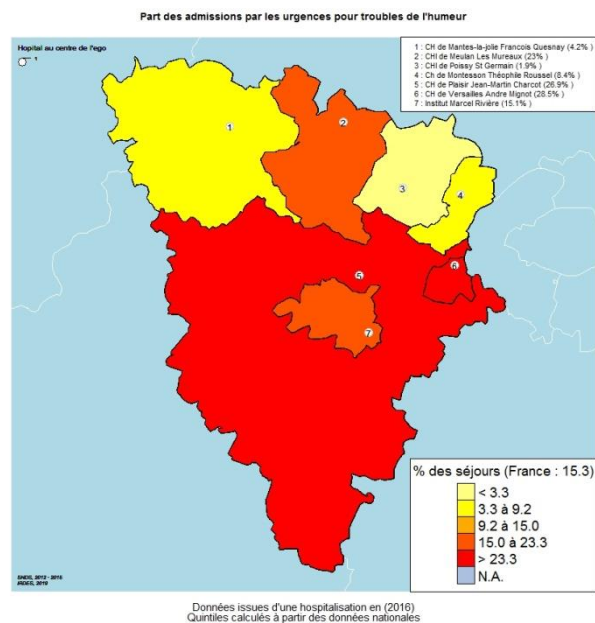 Part des admissions par les urgences pour troubles de l'humeur
Hopital au centre de l'ego
1
1 : CH de Mantes-la-jolie Francois Quesnay (4.2% )
2 : CHI de Meulan Les Mureaux (23% )
3 : CHI de Poissy St Germain (1.9% )
4 : Ch de Montesson Théophile Roussel (8.4% )
5 : CH de Plaisir Jean-Martin Charcot (26.9% )
6 : CH de Versailles Andre Mignot (28.5% )
7 : Institut Marcel Rivière (15.1% )
1
2
3
4
5
6
7
% des séjours (France : 15.3)
< 3.3
3.3 à 9.2
9.2 à 15.0
15.0 à 23.3
> 23.3
N.A.
Données issues d'une hospitalisation en (2016)
Quintiles calculés à partir des données nationales